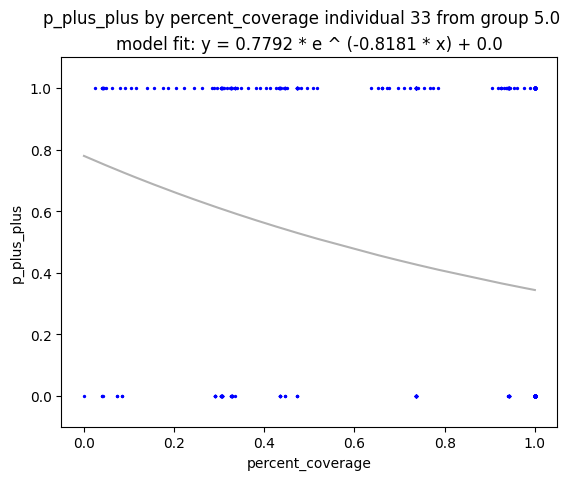 p_plus_plus by percent_coverage individual 33 from group 5.0
model fit: y = 0.7792 * e ^ (-0.8181 * x) + 0.0
1.0
0.8
0.6
0.4
0.2
0.0
p_plus_plus
0.0 0.2 0.4 0.6 0.8 1.0
percent_coverage